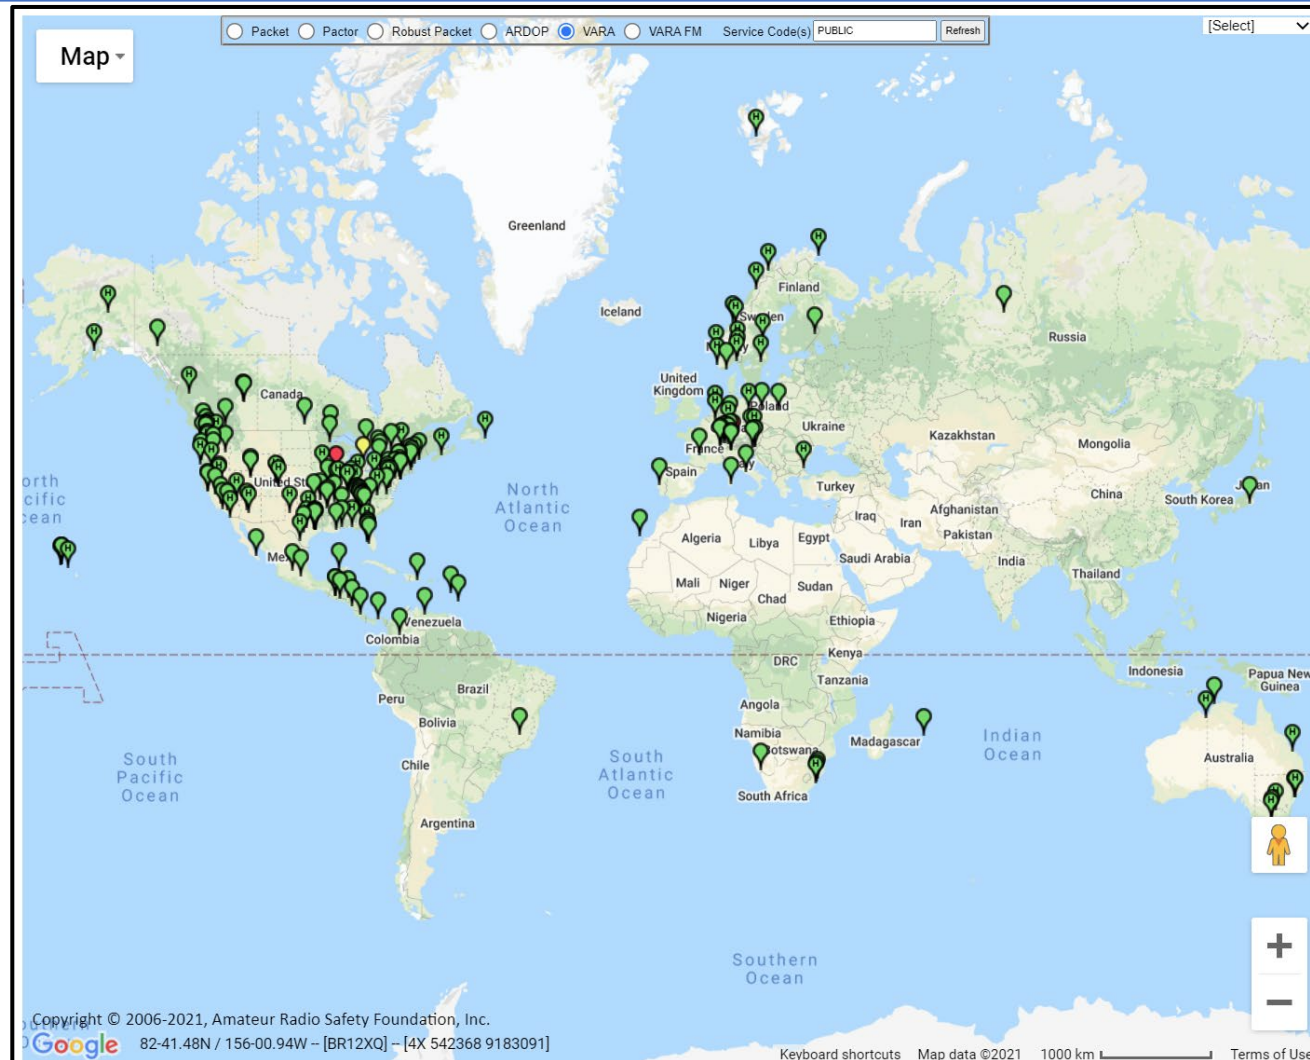 Packet Pactor Robust Packet ARDOP VARA VARA FM Service Code(s) PUBLIC Refresh
[Select]
Map
Greenland
Iceland
Finland
Russia
Canada
United
Kingdom
Poland
Ukraine
Kazakhstan
Mongolia
France
Spain
Turkey
South Korea
China
North
Atlantic
Ocean
Afghanistan
Iraq
Iran
Pakistan
Algeria
Libya
Egypt
Saudi Arabia
India
Thailand
Mali
Niger
Chad
Sudan
Nigeria
Ethiopia
Venezuela
Colombia
DRC
Kenya
Tanzania
Indonesia
Papua New
Guinea
Peru
Brazil
Bolivia
Angola
Namibia
Botswana
Madagascar
Indian
Ocean
Australia
South
Pacific
Ocean
Chile
South
Atlantic
Ocean
South Africa
Argentina
Southern
Ocean
Copyright © 2006-2021, Amateur Radio Safety Foundation, Inc.
Google 82-41.48N / 156-00.94W -- [BR12XQ] -- [4X 542368 9183091]
Keyboard shortcuts Map data ©2021 1000 km Terms of Use